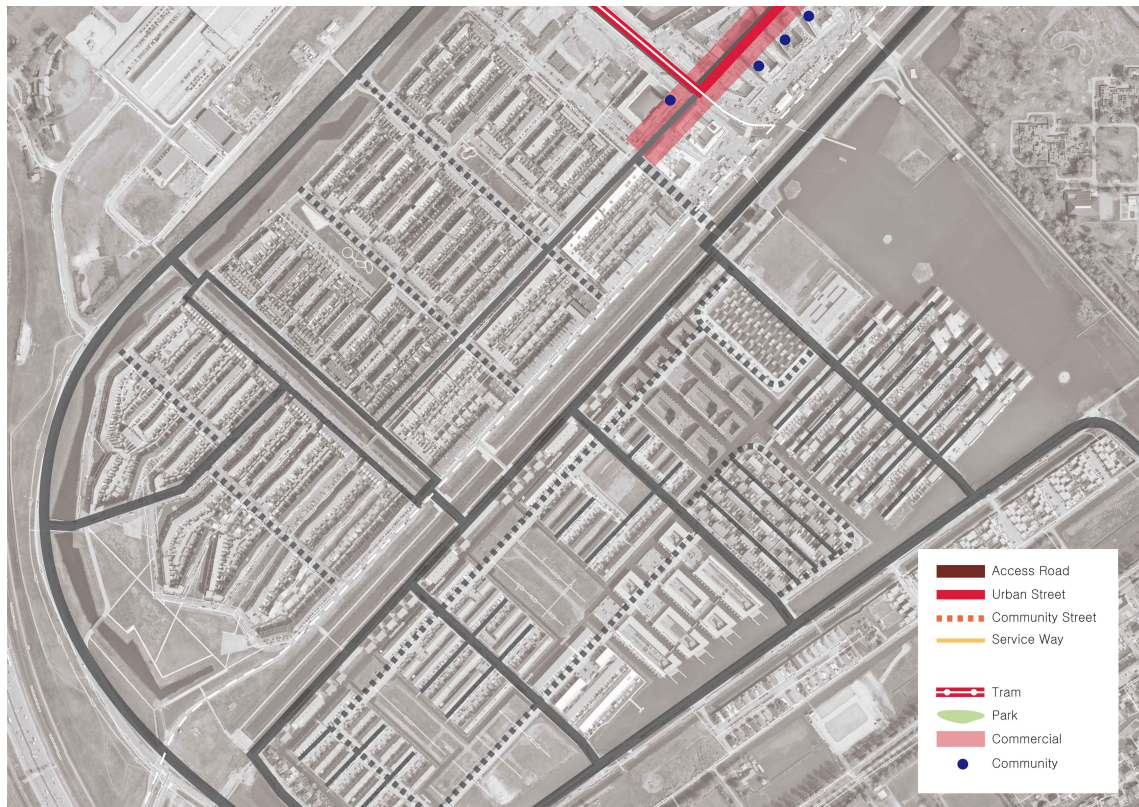 Access Road
Urban Street
Community Street
Service Way
Tram
Park
Commercial
Community